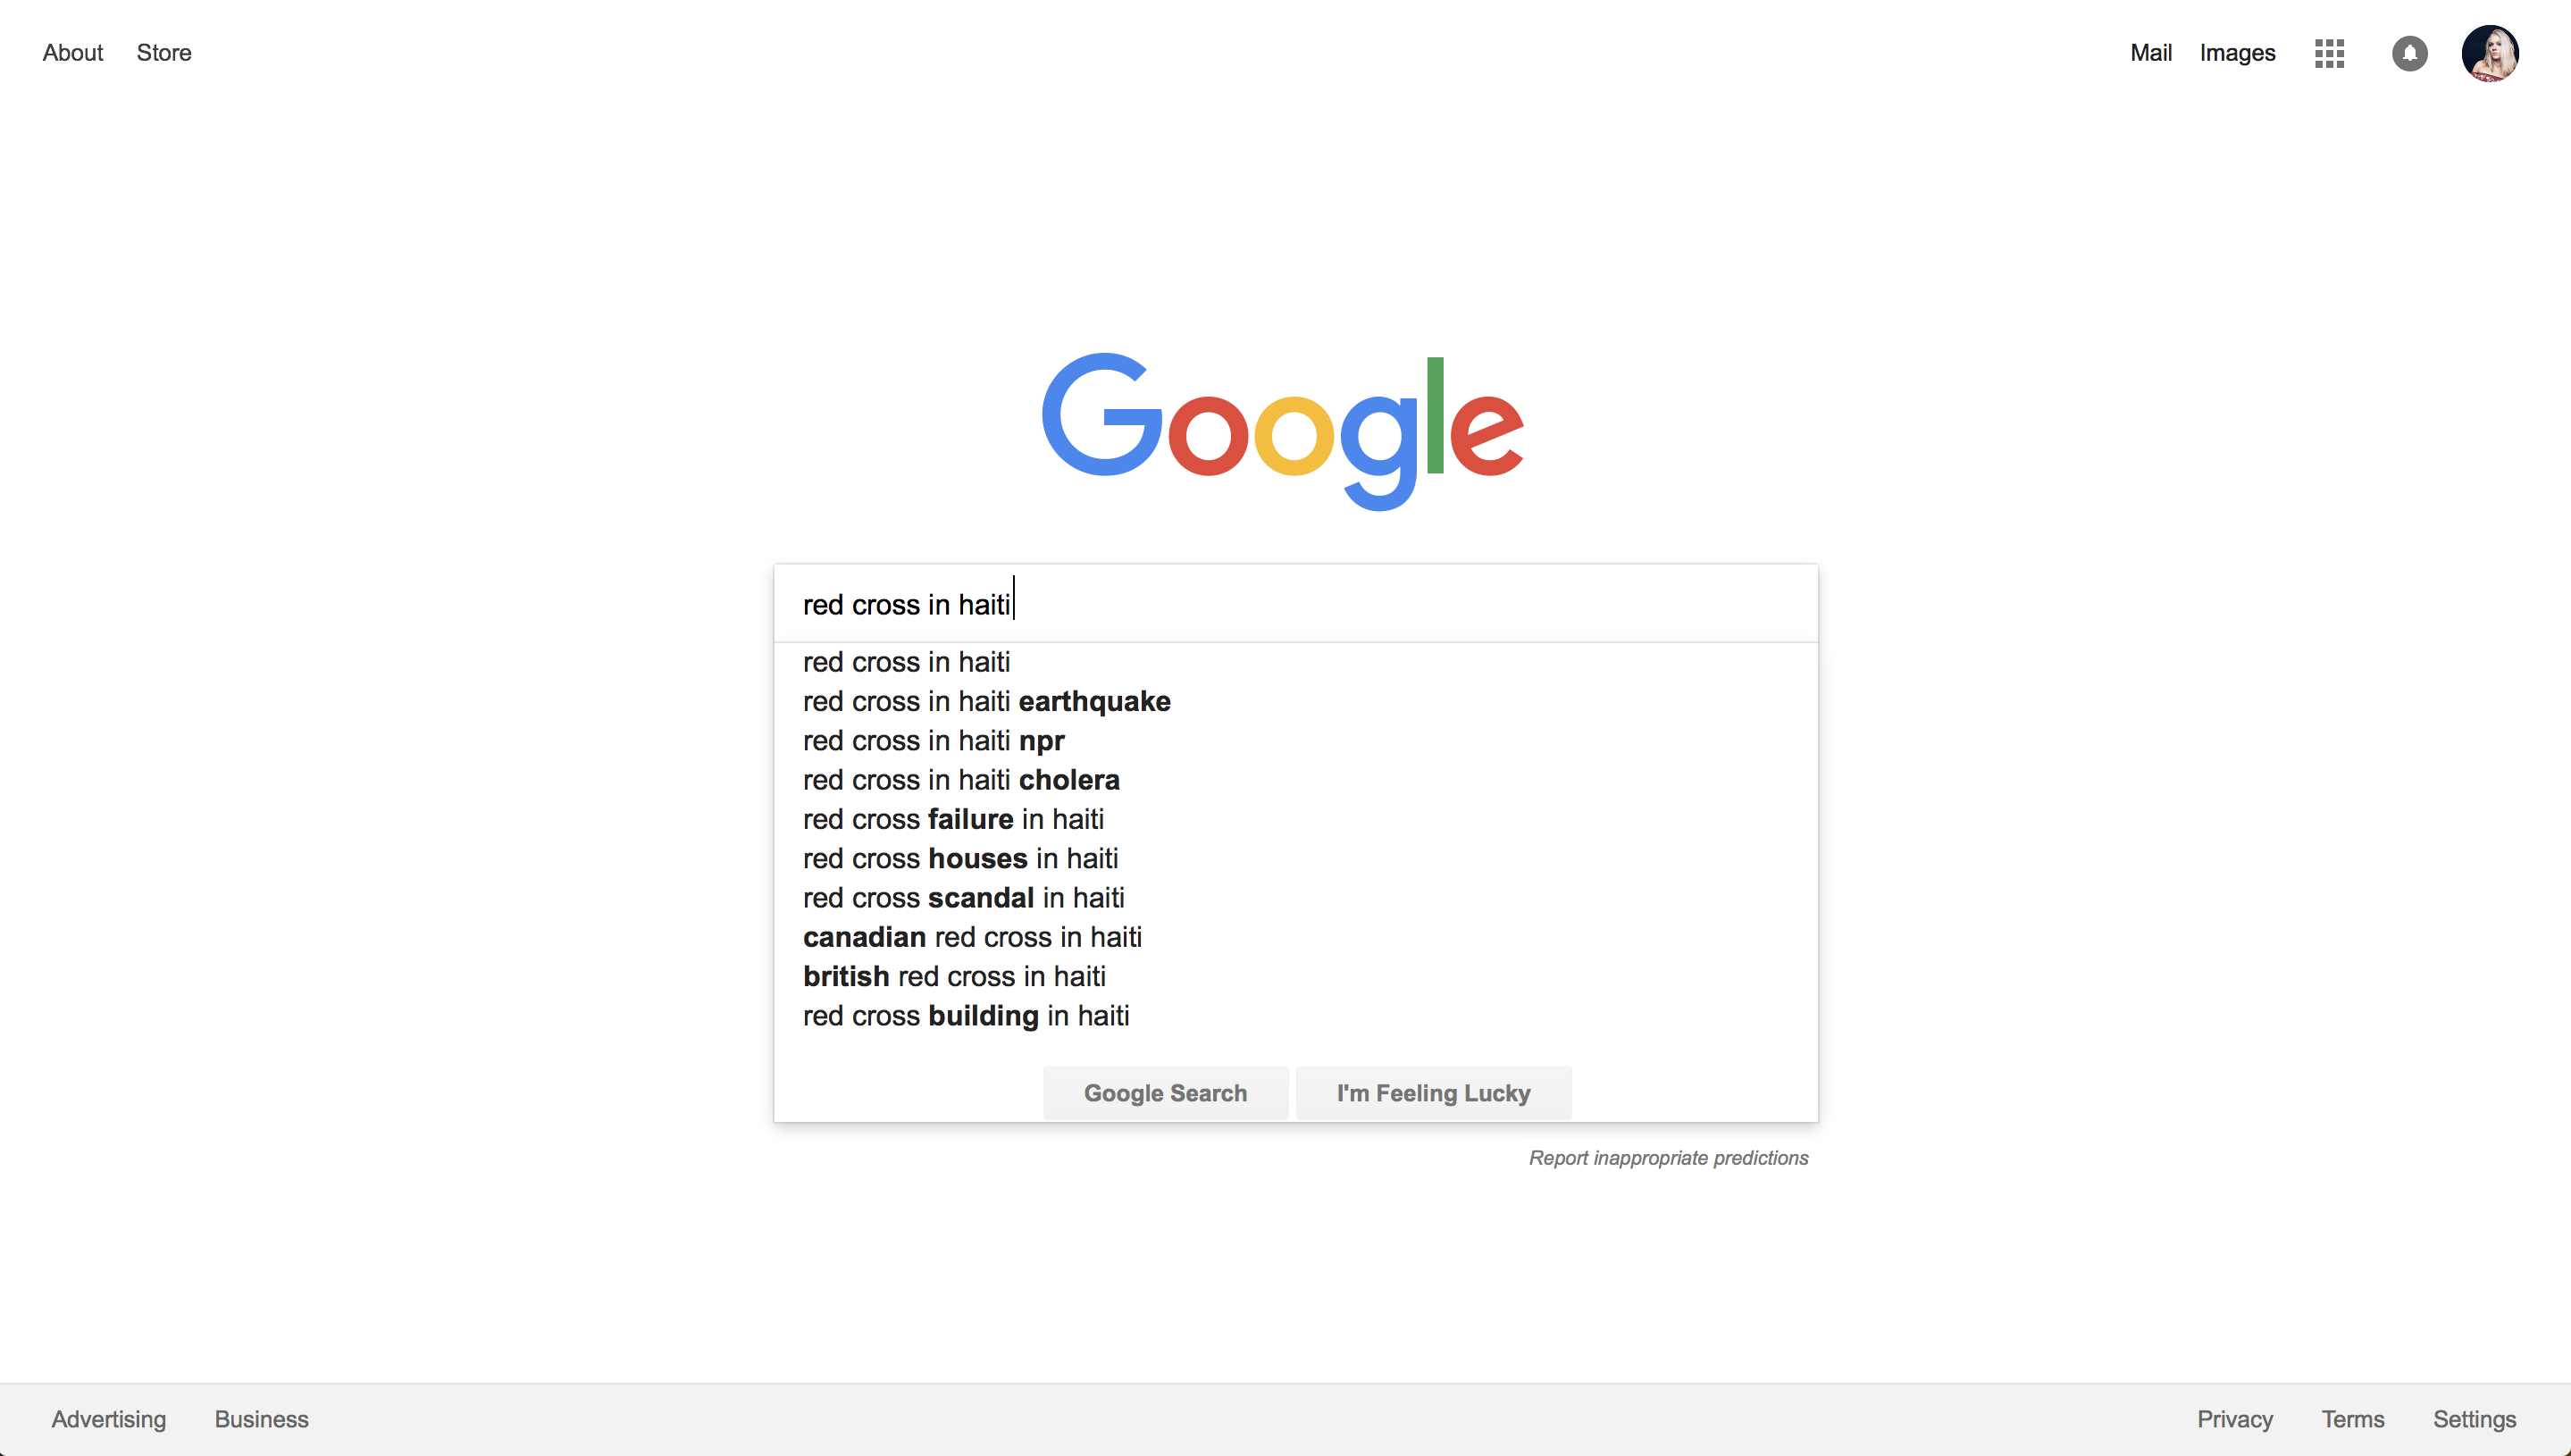 About Store Mail Images
Google
red cross in haiti
red cross in haiti
red cross in haiti earthquake
red cross in haiti npr
red cross in haiti cholera
red cross failure in haiti
red cross houses in haiti
red cross scandal in haiti
canadian red cross in haiti
british red cross in haiti
red cross building in haiti
Google Search I'm Feeling Lucky
Report inappropriate predictions
Advertising Business Privacy Terms Settings